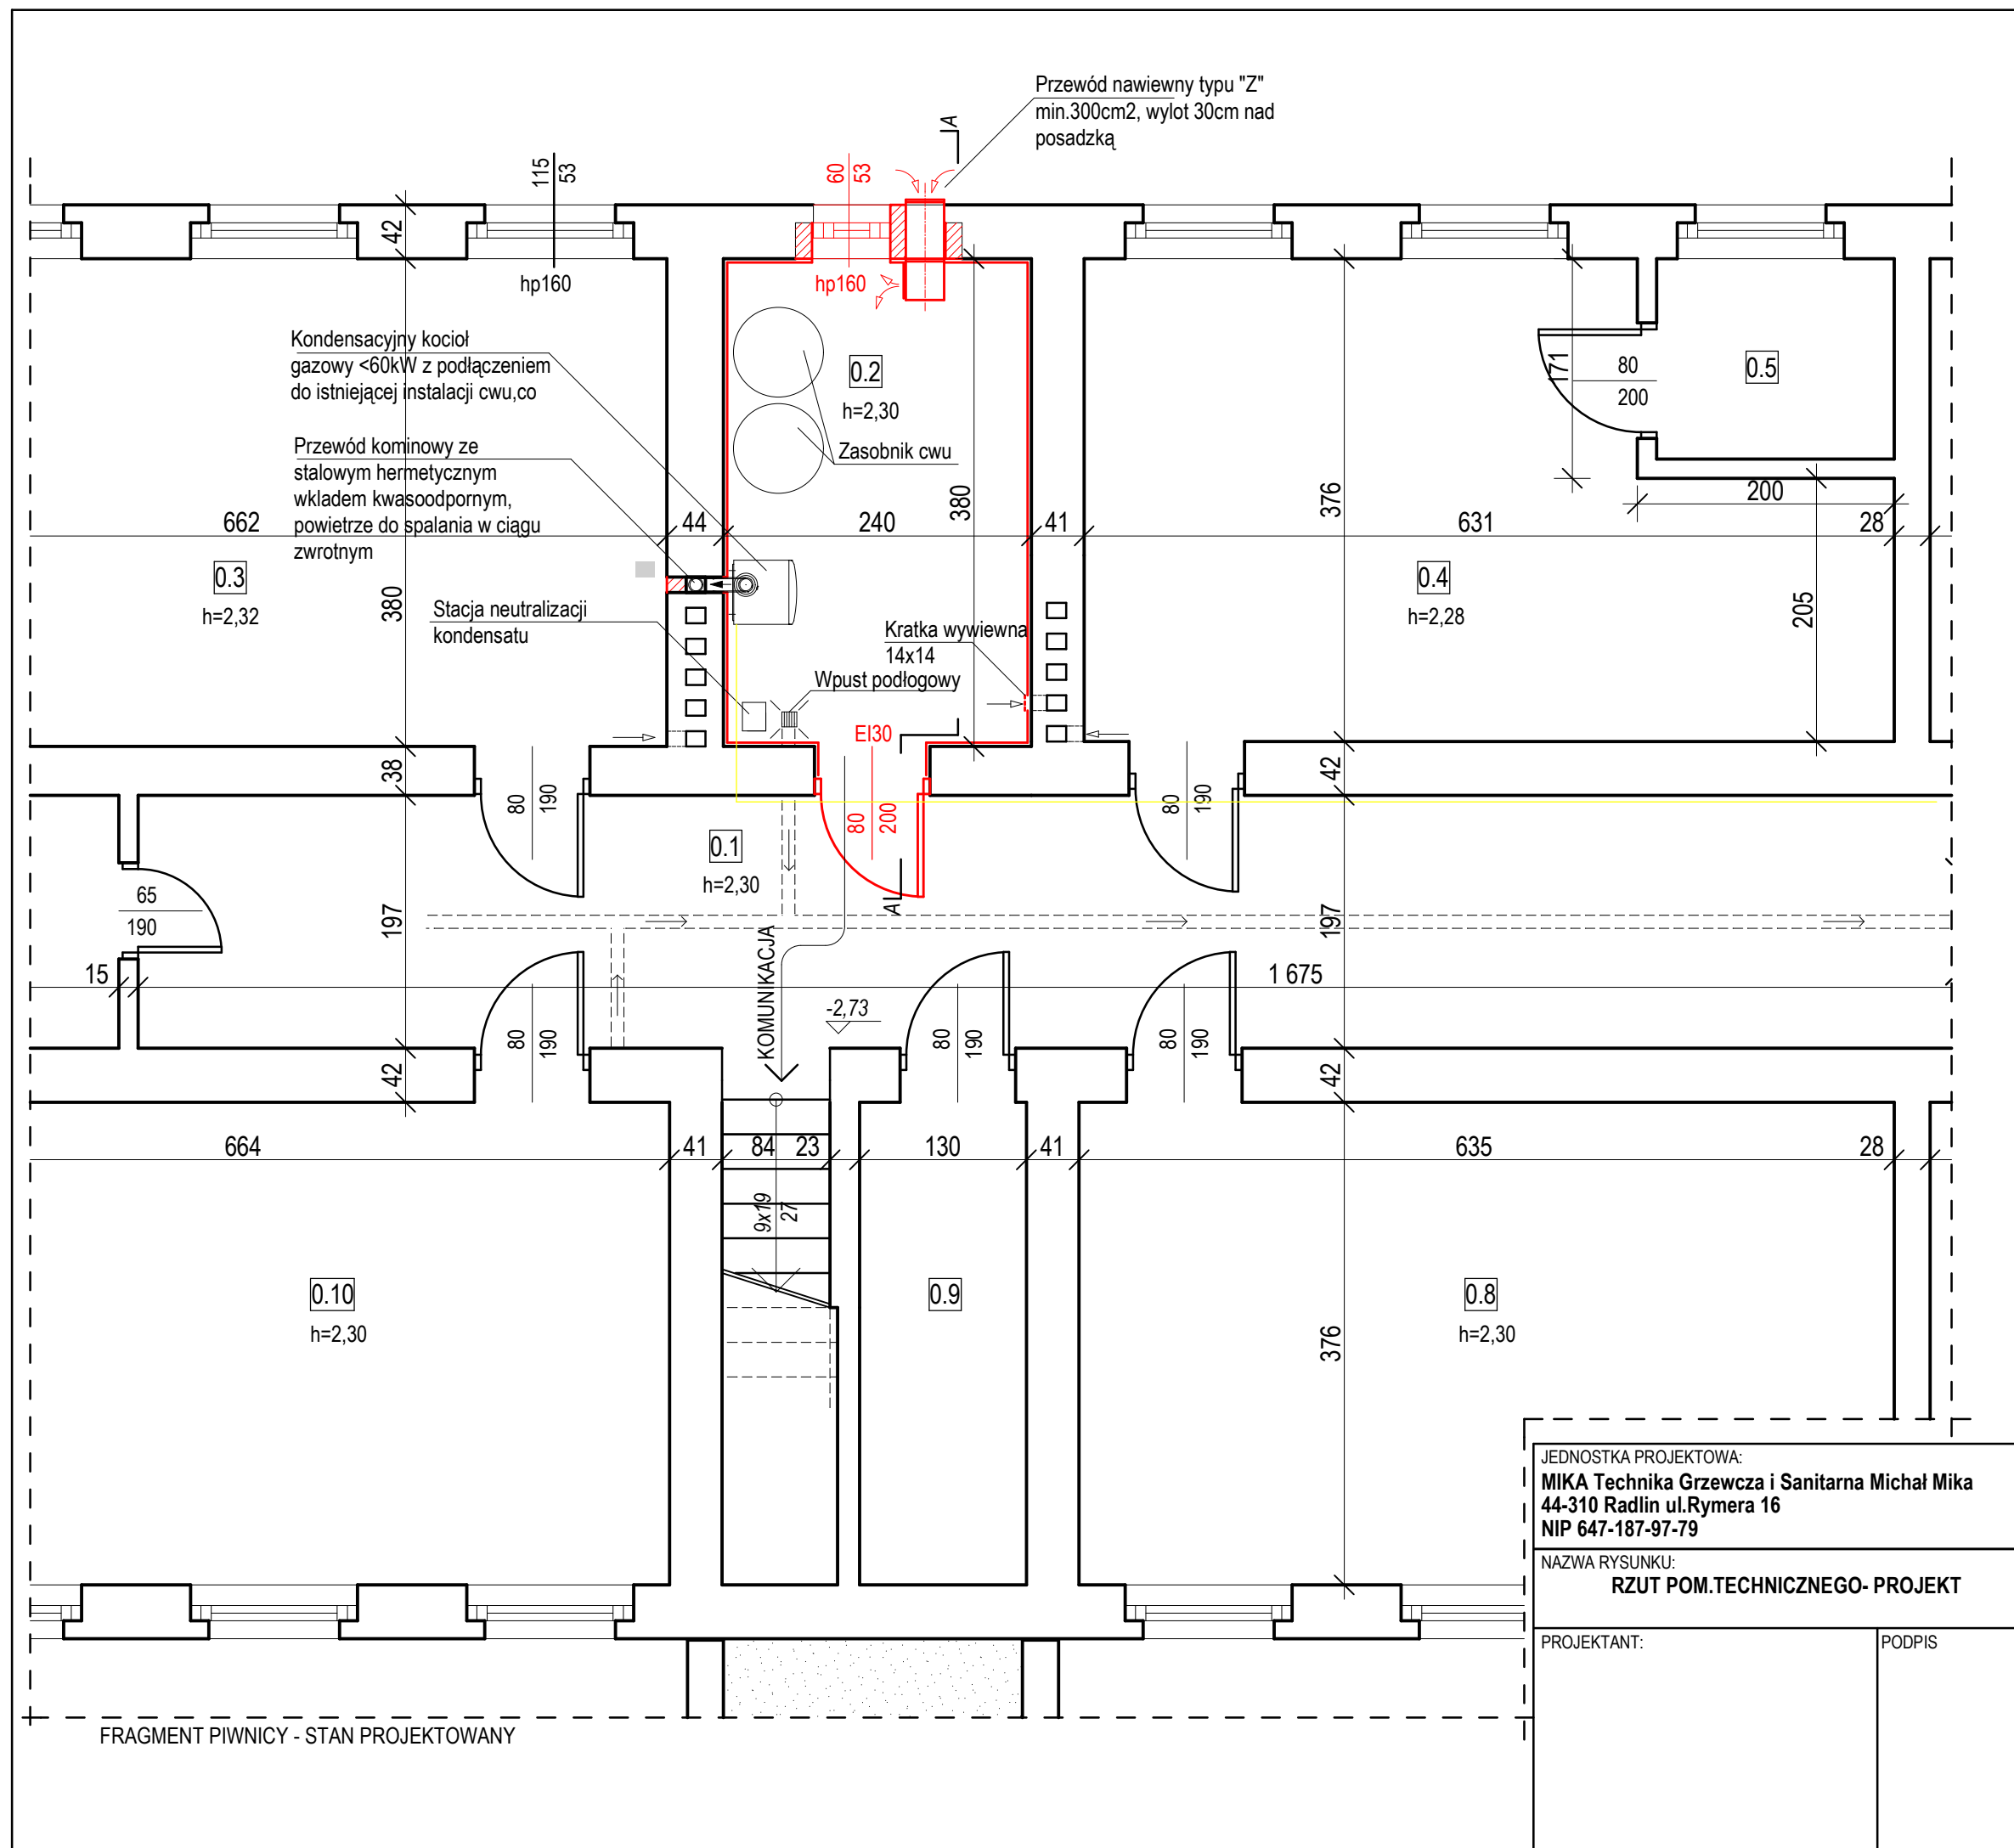 Przewód nawiewny typu "Z"
min.300cm2, wylot 30cm nad
posadzką
A
115
53
60
53
42
hp160
hp160
Kondensacyjny kocioł
gazowy <60kW z podłączeniem
do istniejącej instalacji cwu,co
0.2
h=2,30
171
80
200
0.5
Przewód kominowy ze
stalowym hermetycznym
wkladem kwasoodpornym,
powietrze do spalania w ciągu
zwrotnym
Zasobnik cwu
380
376
200
662
44
240
41
631
28
0.3
h=2,32
380
0.4
h=2,28
205
Stacja neutralizacji
kondensatu
Kratka wywiewna
14x14
Wpust podłogowy
EI30
38
42
80
190
80
200
80
190
0.1
h=2,30
65
190
A
197
197
KOMUNIKACJA
15
1 675
-2,73
80
190
80
190
80
190
42
42
664
41
84
23
130
41
635
28
9x19
27
0.10
h=2,30
0.9
0.8
h=2,30
376
JEDNOSTKA PROJEKTOWA:
MIKA Technika Grzewcza i Sanitarna Michał Mika
44-310 Radlin ul.Rymera 16
NIP 647-187-97-79
NAZWA RYSUNKU:
RZUT POM.TECHNICZNEGO- PROJEKT
PROJEKTANT:
PODPIS
FRAGMENT PIWNICY - STAN PROJEKTOWANY